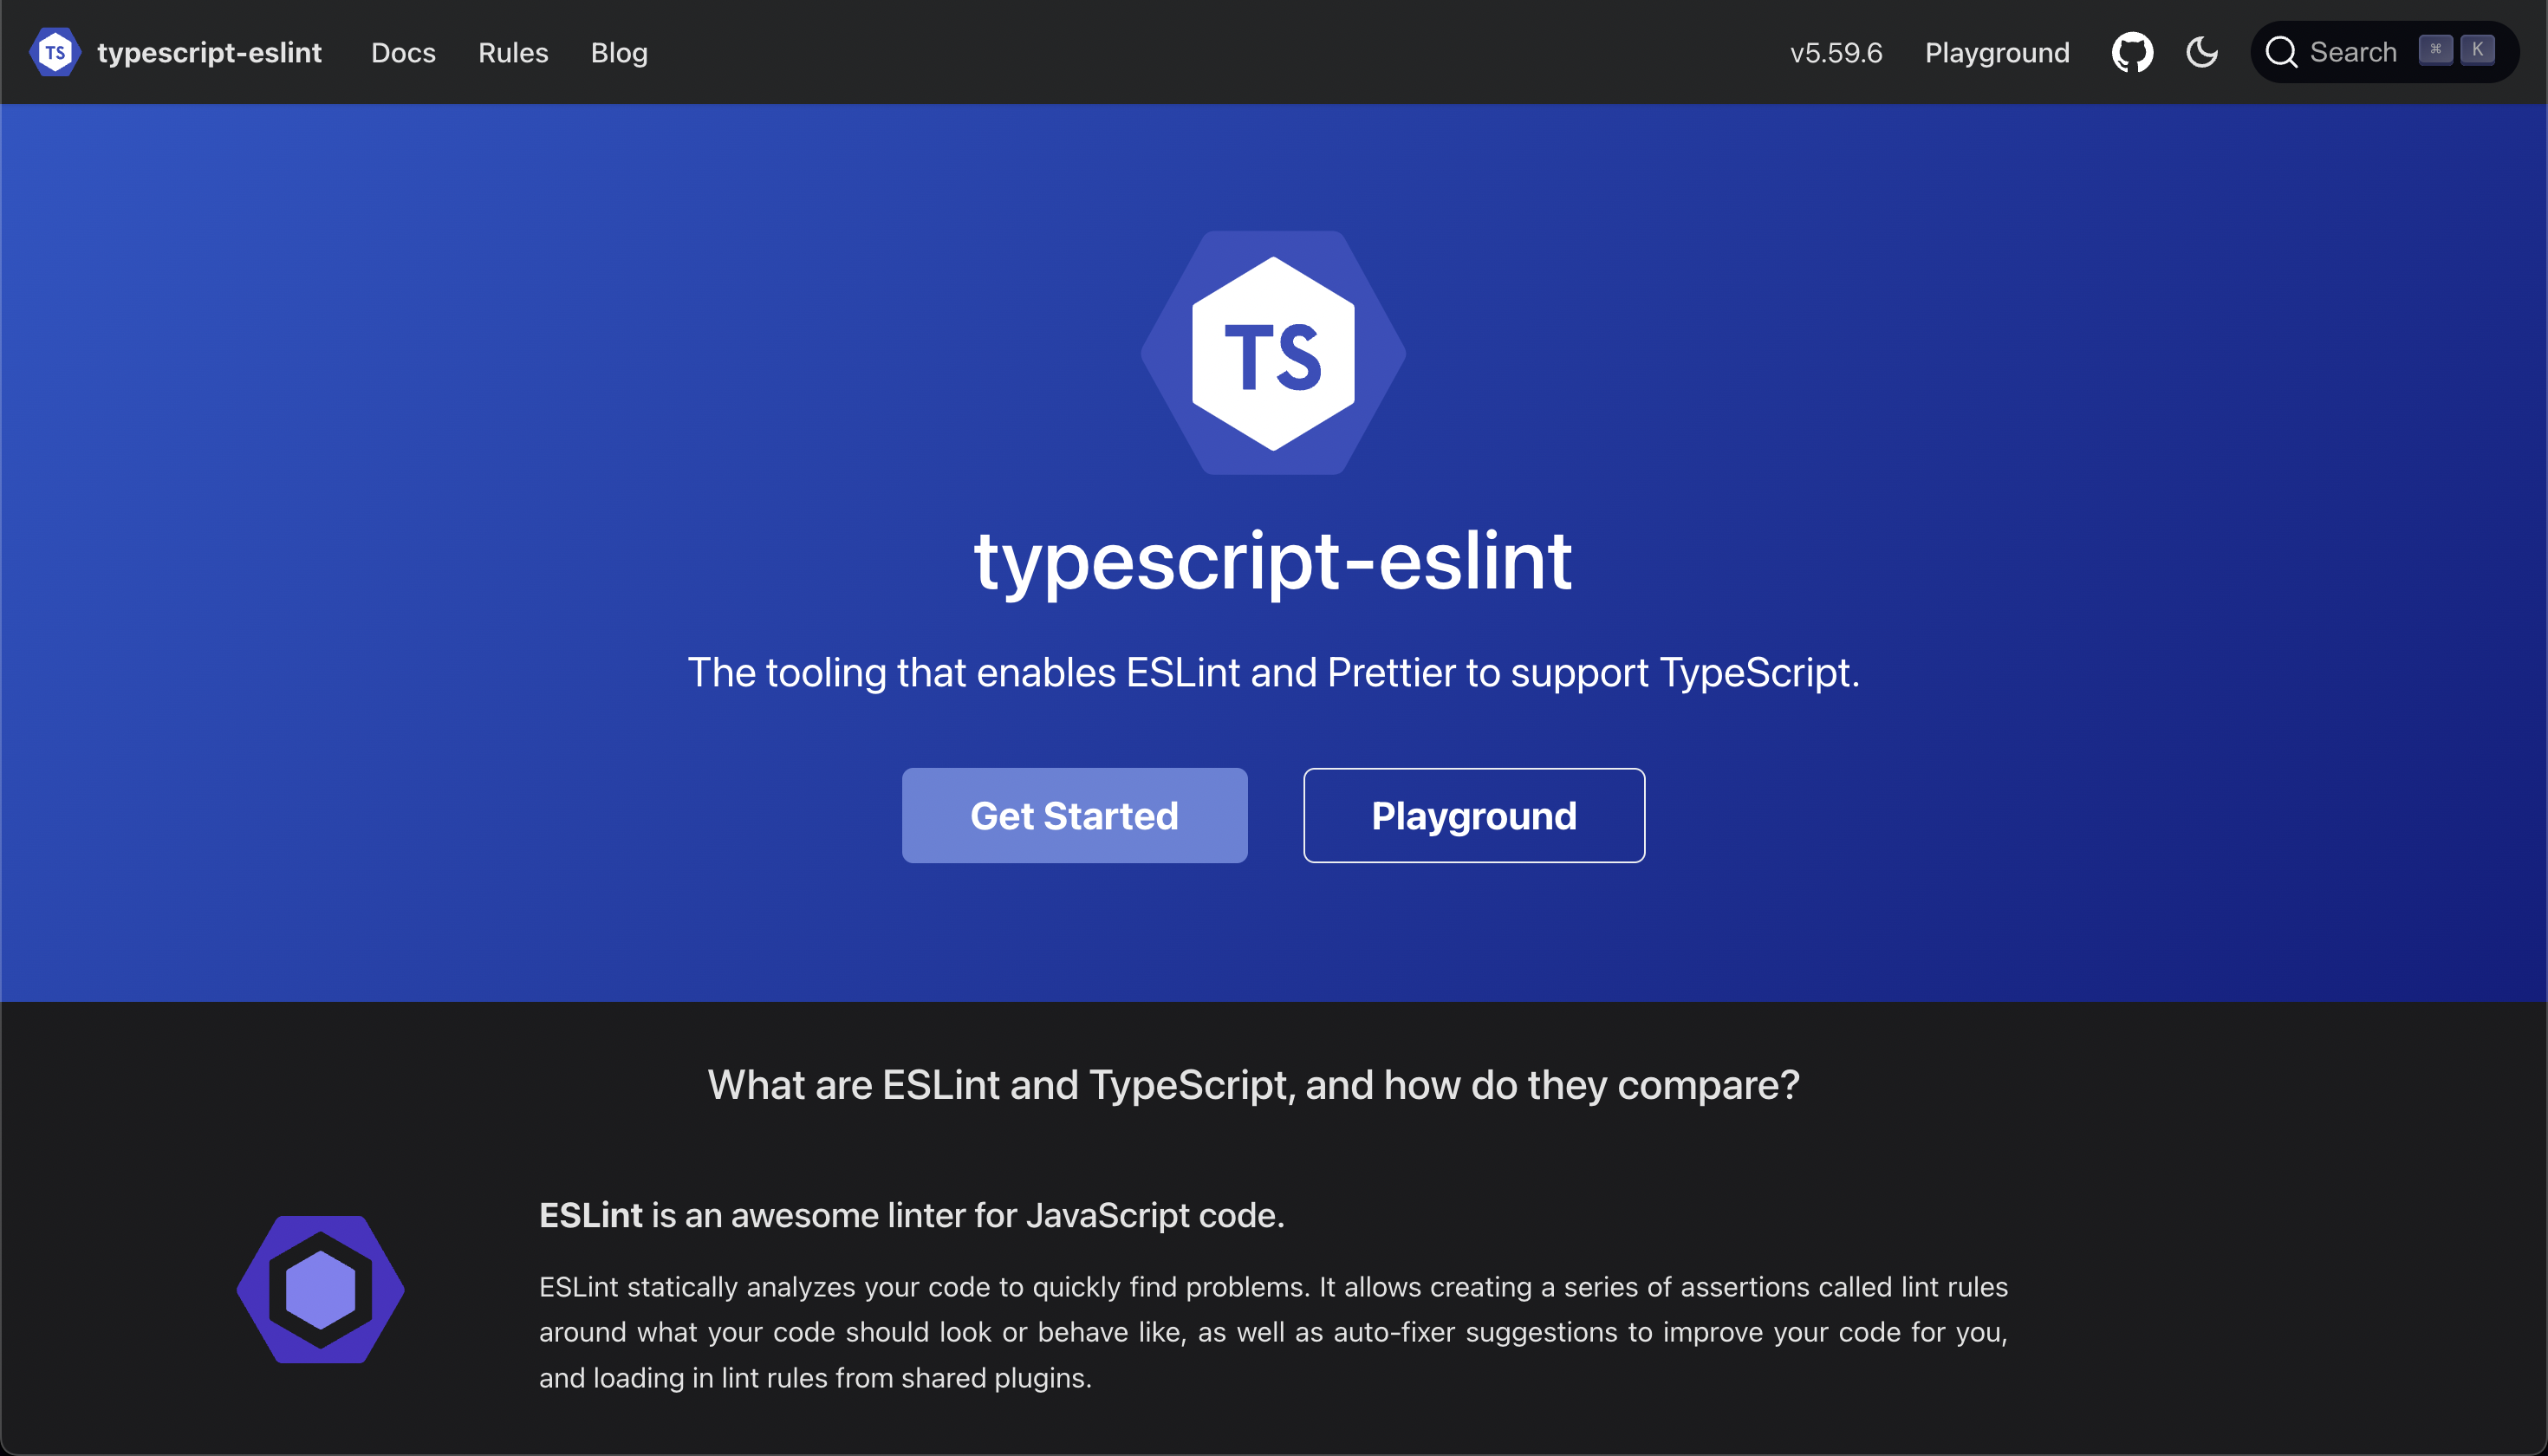 TS typescript-eslint Docs Rules Blog v5.59.6 Playground Search ⌘ K
TS
typescript-eslint
The tooling that enables ESLint and Prettier to support TypeScript.
Get Started Playground
What are ESLint and TypeScript, and how do they compare?
ESLint is an awesome linter for JavaScript code.
ESLint statically analyzes your code to quickly find problems. It allows creating a series of assertions called lint rules
around what your code should look or behave like, as well as auto-fixer suggestions to improve your code for you,
and loading in lint rules from shared plugins.